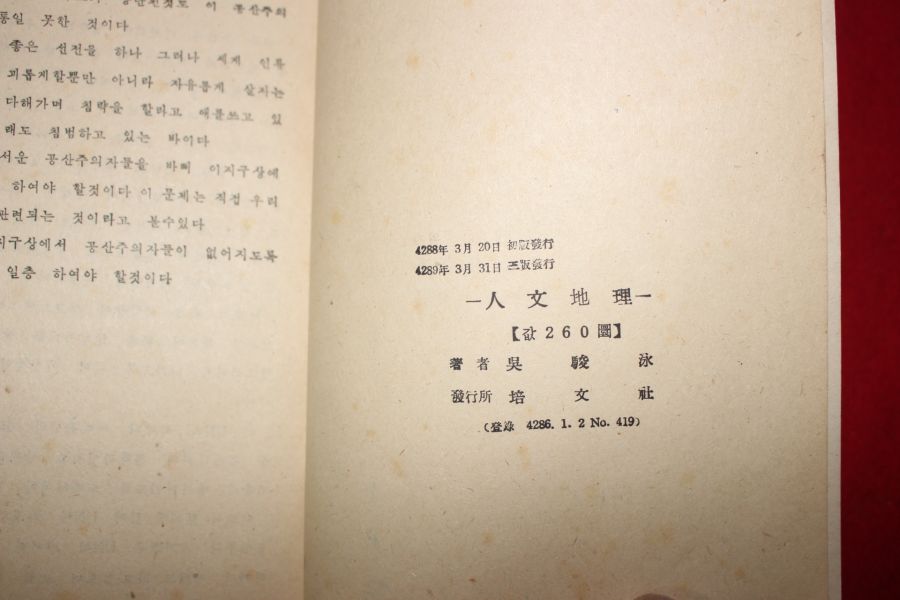 공산주의
통일 못한 것이다
좋은 선전을 하나 그러나 세계 인류
괴롭게할뿐만 아니라 자유롭게 살지는
다해가며 침략을 할라고 애를쓰고 있
래도 침범하고 있는 바이다
서운 공산주의자들을 바삐 이지구상에
하여야 할것이다 이 문제는 직접 우리
관련되는 것이라고 볼수있다
지구상에서 공산주의자들이 없어지도록
일층 하여야 할것이다
4288年 3月 20日 初版發行
4289年 3月 31日 三版發行
—人文地理—
【값 260圜】
著者 吳駿泳
發行所 培文社
(登錄 4286. 1. 2 No. 419)